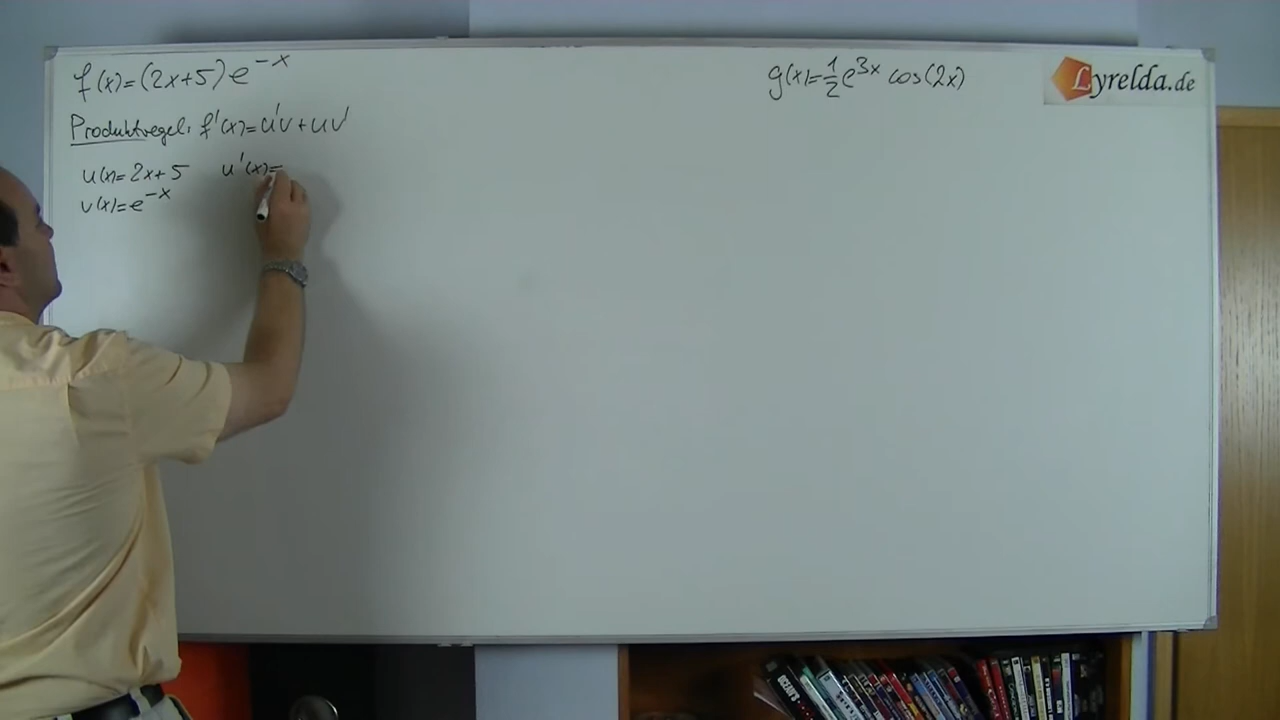 f(x)=(2x+5)e^-x
Produktregel: f'(x)=u'v+uv'
u(x)=2x+5 u'(x)=
v(x)=e^-x
g(x)=1/2 e^3x cos(2x)
Lyrelda.de